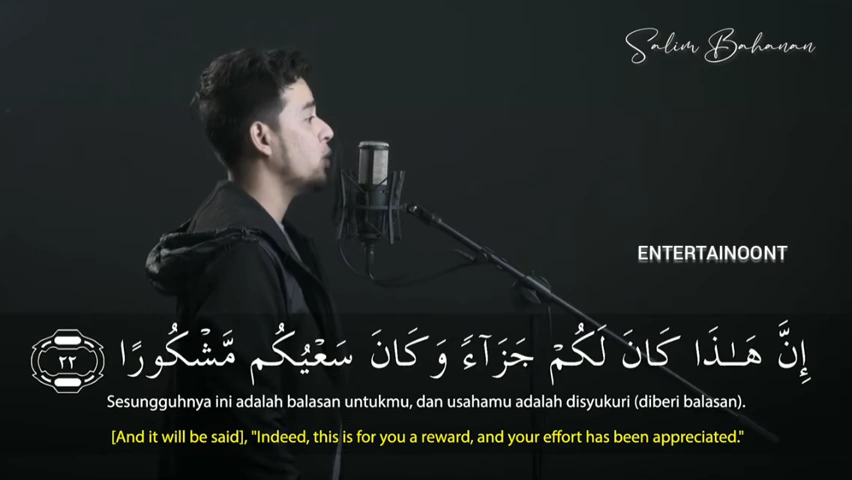 Salim Bahanan
ENTERTAINOONT
إِنَّ هَـٰذَا كَانَ لَكُمْ جَزَآءً وَكَانَ سَعْيُكُم مَّشْكُورًا ٢٢
Sesungguhnya ini adalah balasan untukmu, dan usahamu adalah disyukuri (diberi balasan).
[And it will be said], "Indeed, this is for you a reward, and your effort has been appreciated."